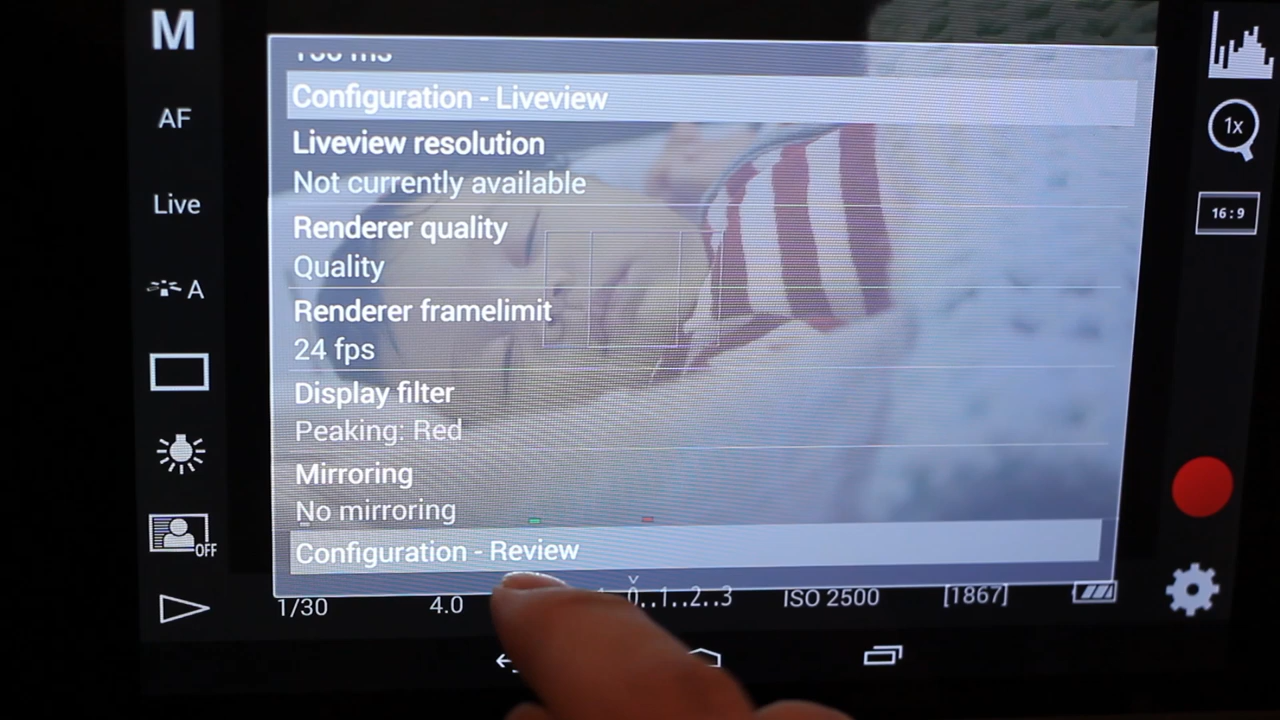 M
AF
Live
A
OFF
Configuration - Liveview
Liveview resolution
Not currently available
Renderer quality
Quality
Renderer framelimit
24 fps
Display filter
Peaking: Red
Mirroring
No mirroring
Configuration - Review
1/30
4.0
0..1..2..3
ISO 2500
[1867]
1x
16:9